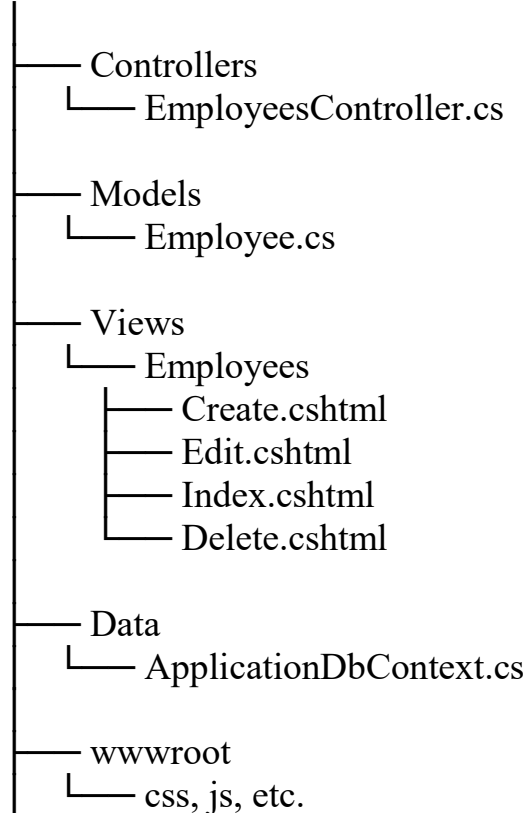 Controllers
EmployeesController.cs
Models
Employee.cs
Views
Employees
Create.cshtml
Edit.cshtml
Index.cshtml
Delete.cshtml
Data
ApplicationDbContext.cs
wwwroot
css, js, etc.